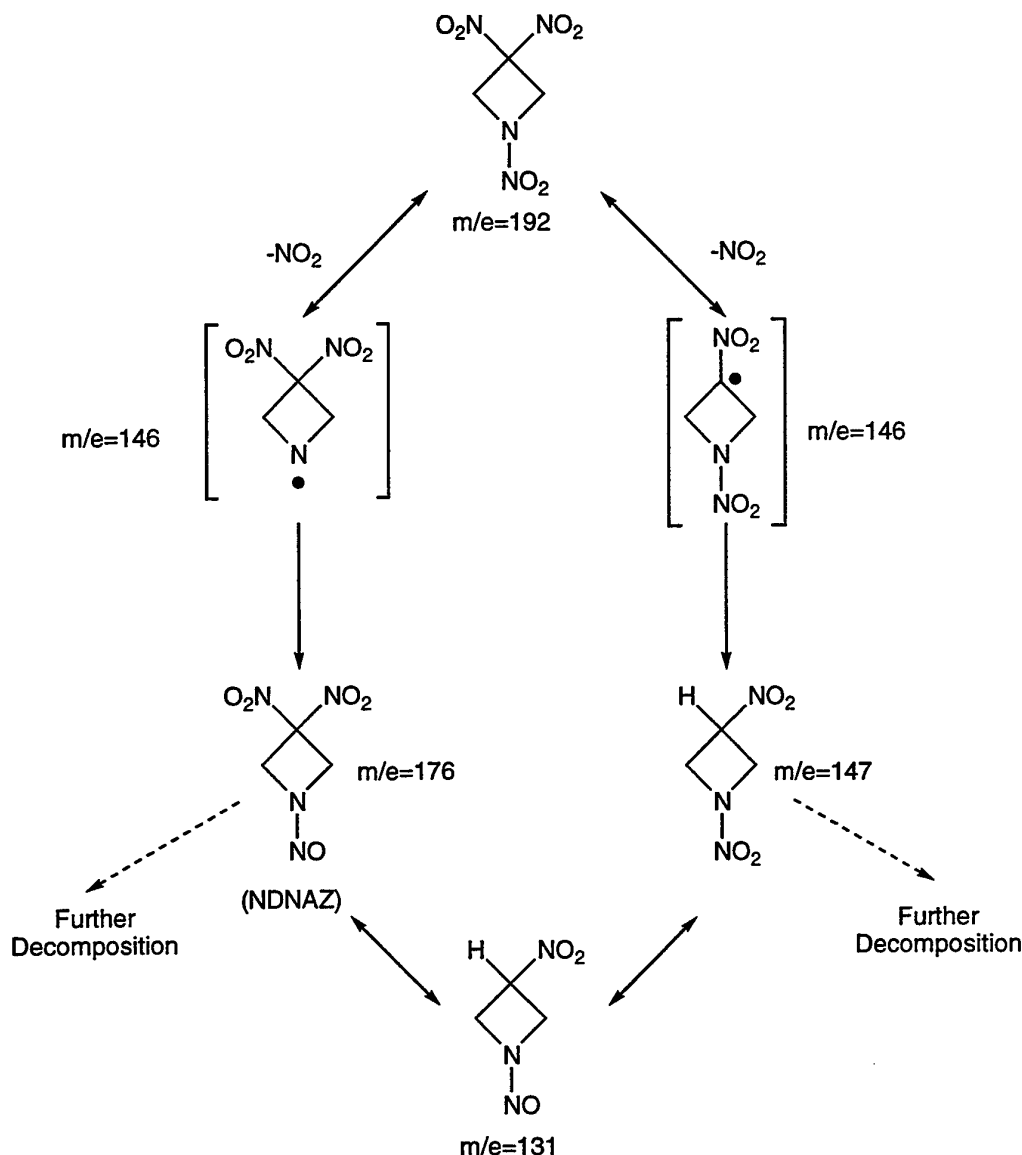 O₂N NO₂
N
NO₂
m/e=192
-NO₂ -NO₂
O₂N NO₂
N
m/e=146
NO₂
N
NO₂
m/e=146
O₂N NO₂
N
NO
m/e=176
(NDNAZ)
H NO₂
N
NO₂
m/e=147
Further
Decomposition
Further
Decomposition
H NO₂
N
NO
m/e=131